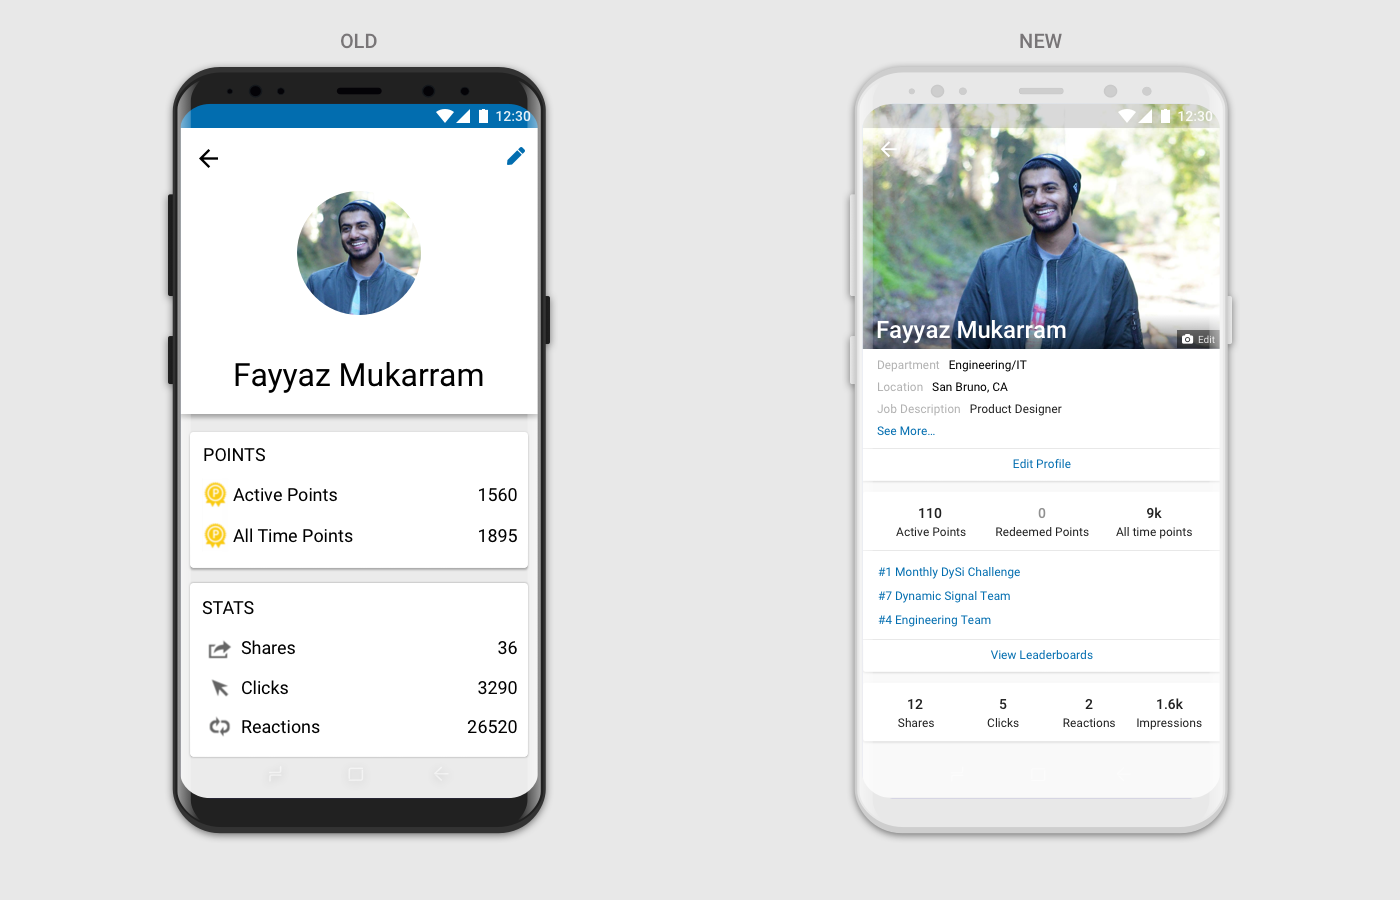 OLD
12:30
Fayyaz Mukarram
POINTS
Active Points 1560
All Time Points 1895
STATS
Shares 36
Clicks 3290
Reactions 26520
NEW
12:30
Fayyaz Mukarram
Edit
Department Engineering/IT
Location San Bruno, CA
Job Description Product Designer
See More...
Edit Profile
110 0 9k
Active Points Redeemed Points All time points
#1 Monthly DySi Challenge
#7 Dynamic Signal Team
#4 Engineering Team
View Leaderboards
12 5 2 1.6k
Shares Clicks Reactions Impressions